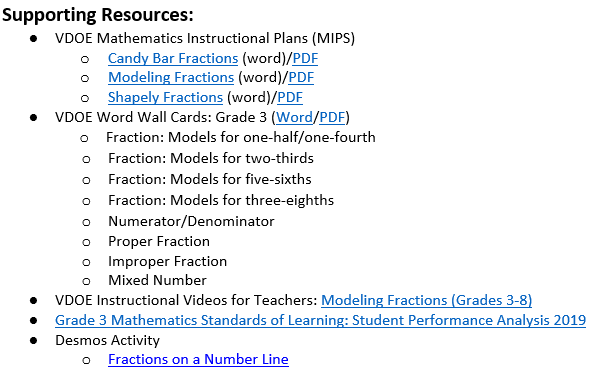 Supporting Resources:
● VDOE Mathematics Instructional Plans (MIPS)
o Candy Bar Fractions (word)/PDF
o Modeling Fractions (word)/PDF
o Shapely Fractions (word)/PDF
● VDOE Word Wall Cards: Grade 3 (Word/PDF)
o Fraction: Models for one-half/one-fourth
o Fraction: Models for two-thirds
o Fraction: Models for five-sixths
o Fraction: Models for three-eighths
o Numerator/Denominator
o Proper Fraction
o Improper Fraction
o Mixed Number
● VDOE Instructional Videos for Teachers: Modeling Fractions (Grades 3-8)
● Grade 3 Mathematics Standards of Learning: Student Performance Analysis 2019
● Desmos Activity
o Fractions on a Number Line